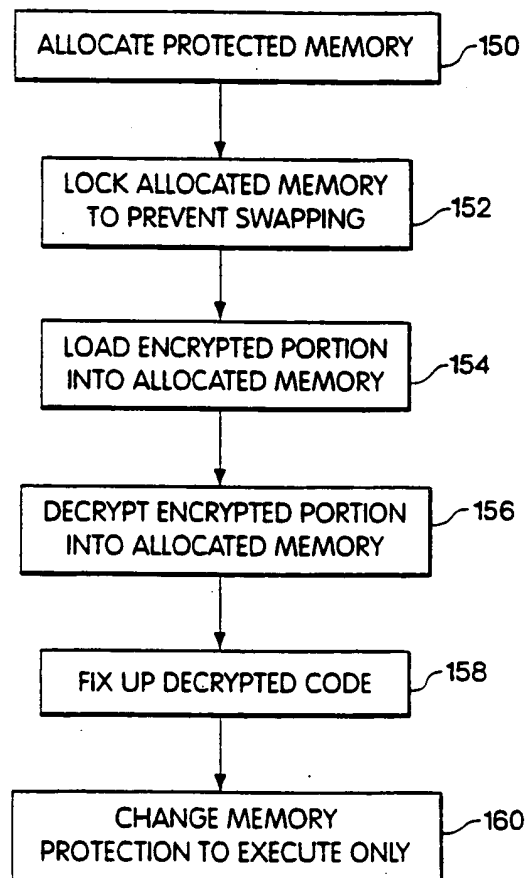 ALLOCATE PROTECTED MEMORY
150
LOCK ALLOCATED MEMORY
TO PREVENT SWAPPING
152
LOAD ENCRYPTED PORTION
INTO ALLOCATED MEMORY
154
DECRYPT ENCRYPTED PORTION
INTO ALLOCATED MEMORY
156
FIX UP DECRYPTED CODE
158
CHANGE MEMORY
PROTECTION TO EXECUTE ONLY
160